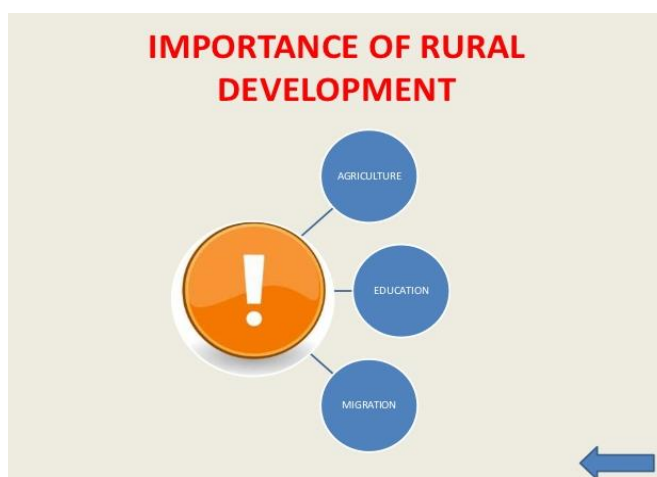 IMPORTANCE OF RURAL
DEVELOPMENT
AGRICULTURE
!
EDUCATION
MIGRATION